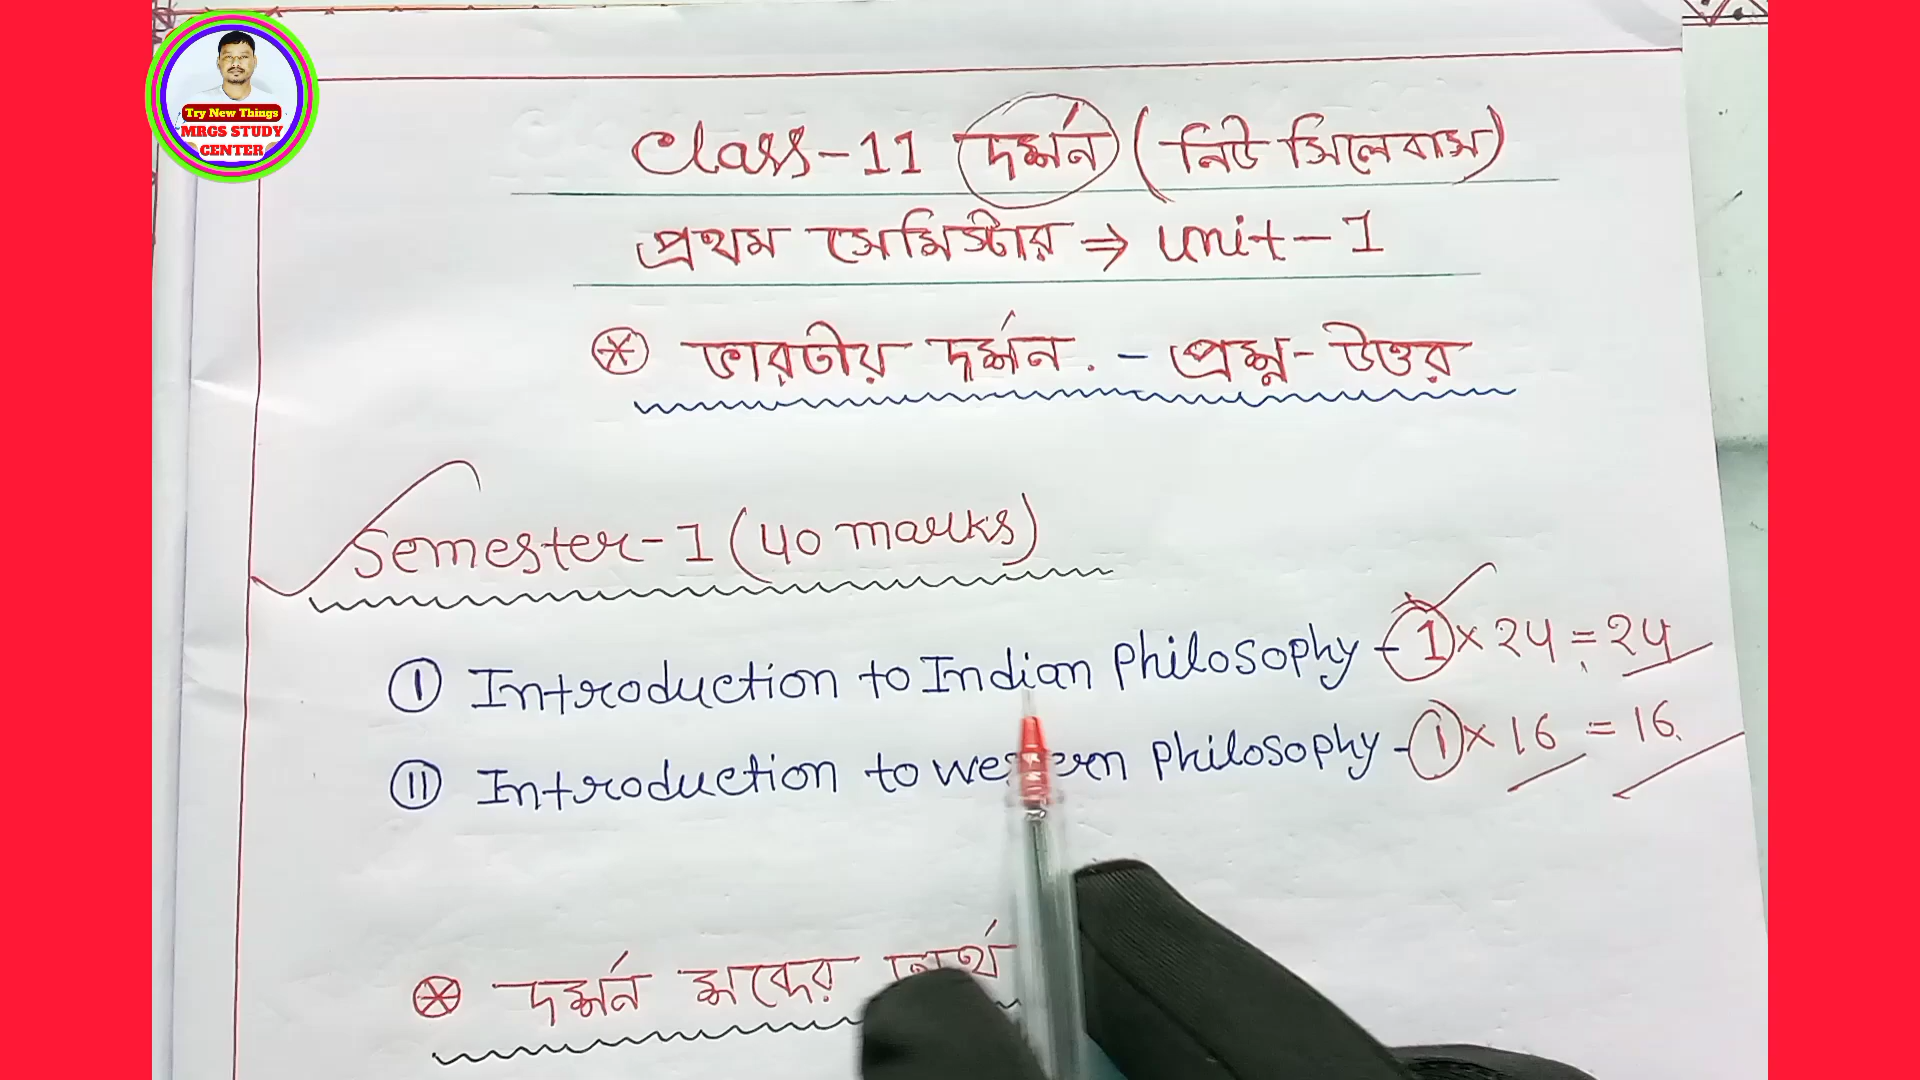 Try New Things
MRGS STUDY
CENTER
Class-11 দর্শন (নিউ সিলেবাস)
প্রথম সেমিস্টার ⇒ unit-1
ভারতীয় দর্শন. - প্রশ্ন-উত্তর
Semester-1 (40 marks)
I Introduction to Indian Philosophy - 1×24 = 24
II Introduction to western Philosophy - 1×16 = 16
দর্শন শব্দের অর্থ